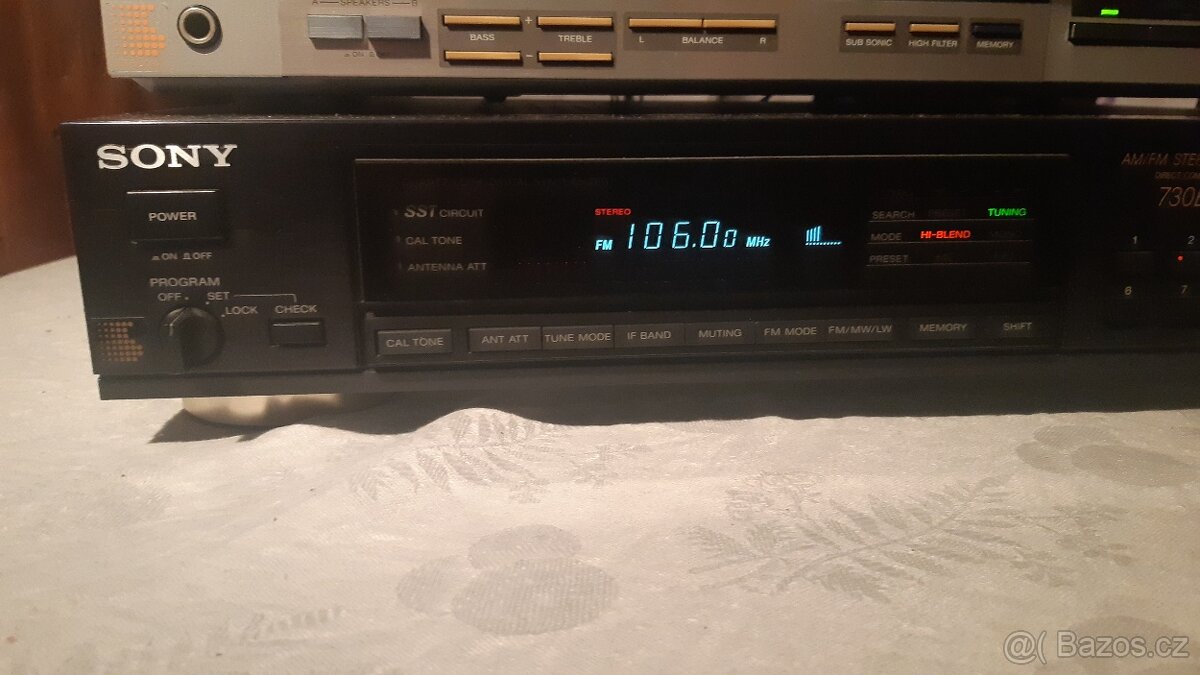 A SPEAKERS B
ON
+
BASS
TREBLE
−
L BALANCE R
SUB SONIC
HIGH FILTER
MEMORY
SONY
POWER
ON OFF
PROGRAM
OFF SET
LOCK CHECK
SST CIRCUIT
CAL TONE
ANTENNA ATT
STEREO
FM 106.00 MHz
SEARCH TUNING
MODE HI-BLEND
PRESET
AM/FM
730
1 2
6 7
CAL TONE
ANT ATT
TUNE MODE
IF BAND
MUTING
FM MODE
FM/MW/LW
MEMORY
SHIFT
@( Bazos.cz